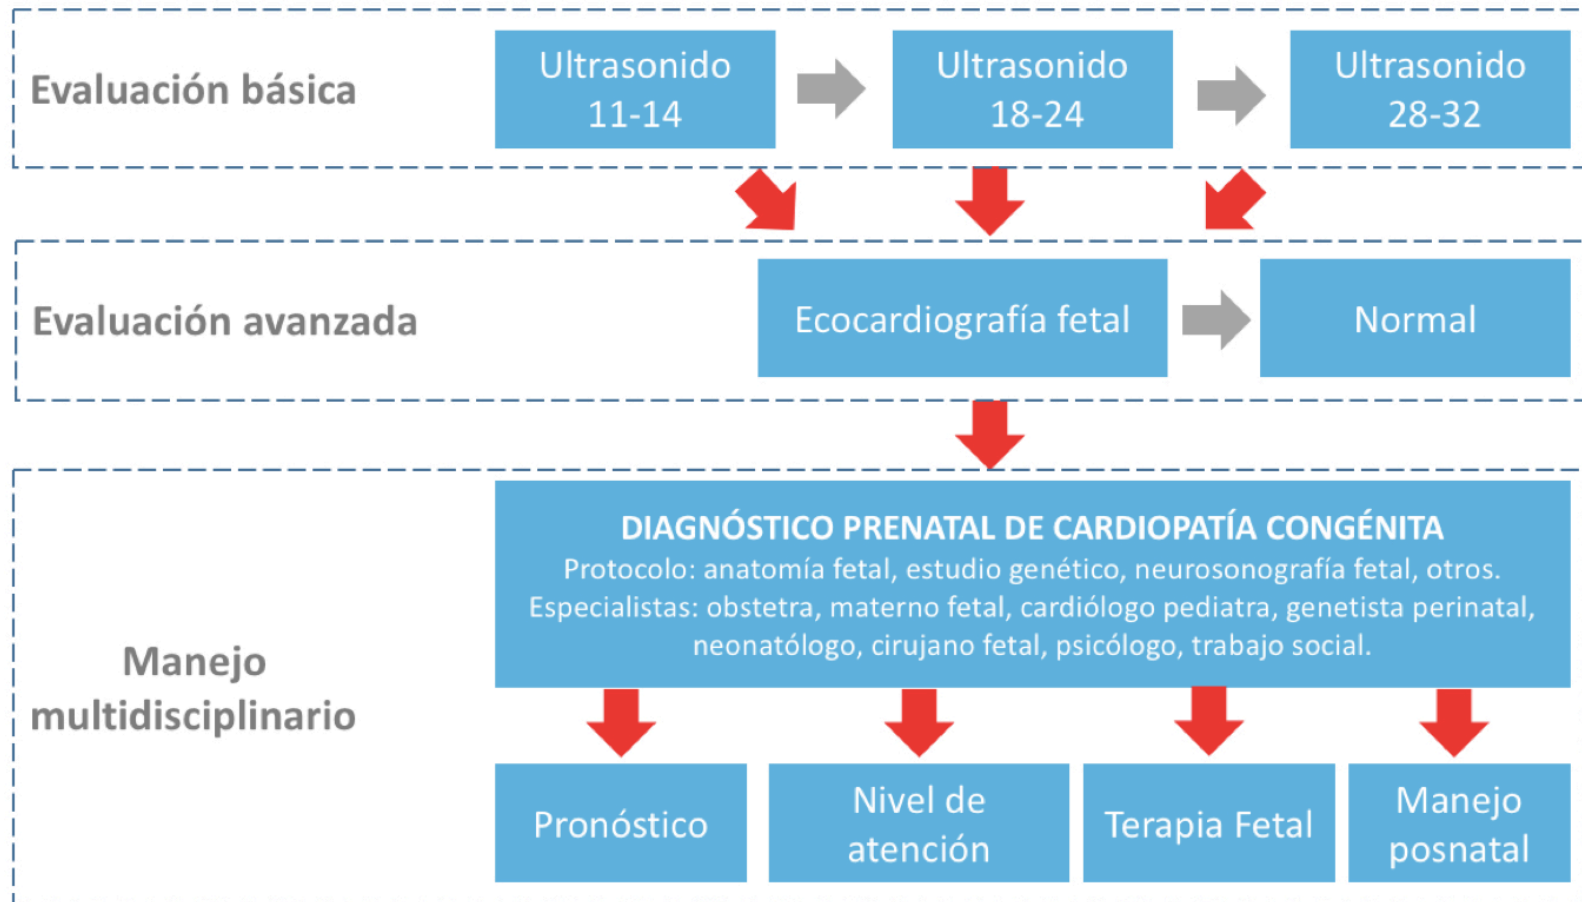 Evaluación básica
Ultrasonido
11-14
Ultrasonido
18-24
Ultrasonido
28-32
Evaluación avanzada
Ecocardiografía fetal
Normal
Manejo
multidisciplinario
DIAGNÓSTICO PRENATAL DE CARDIOPATÍA CONGÉNITA
Protocolo: anatomía fetal, estudio genético, neurosonografía fetal, otros.
Especialistas: obstetra, materno fetal, cardiólogo pediatra, genetista perinatal,
neonatólogo, cirujano fetal, psicólogo, trabajo social.
Pronóstico
Nivel de
atención
Terapia Fetal
Manejo
posnatal